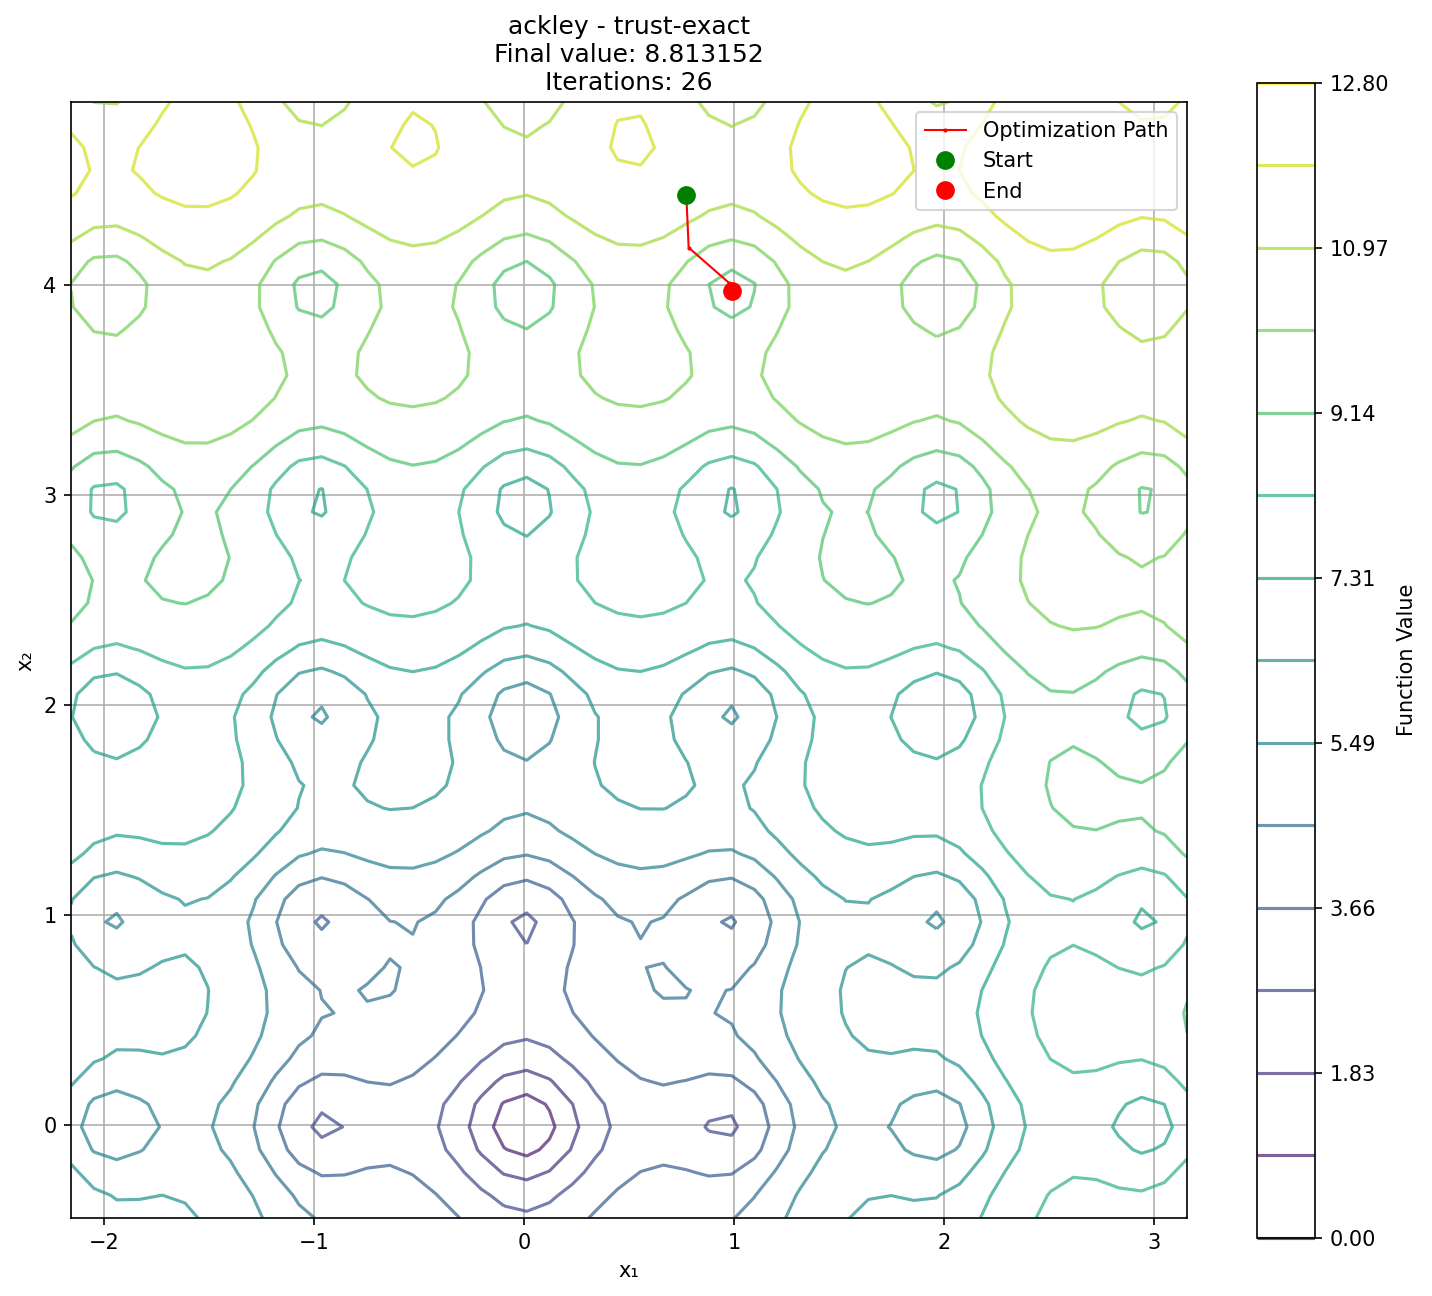 ackley - trust-exact
Final value: 8.813152
Iterations: 26
Optimization Path
Start
End
12.80
10.97
9.14
7.31
5.49
3.66
1.83
0.00
Function Value
4
3
2
1
0
x₂
−2
−1
0
1
2
3
x₁